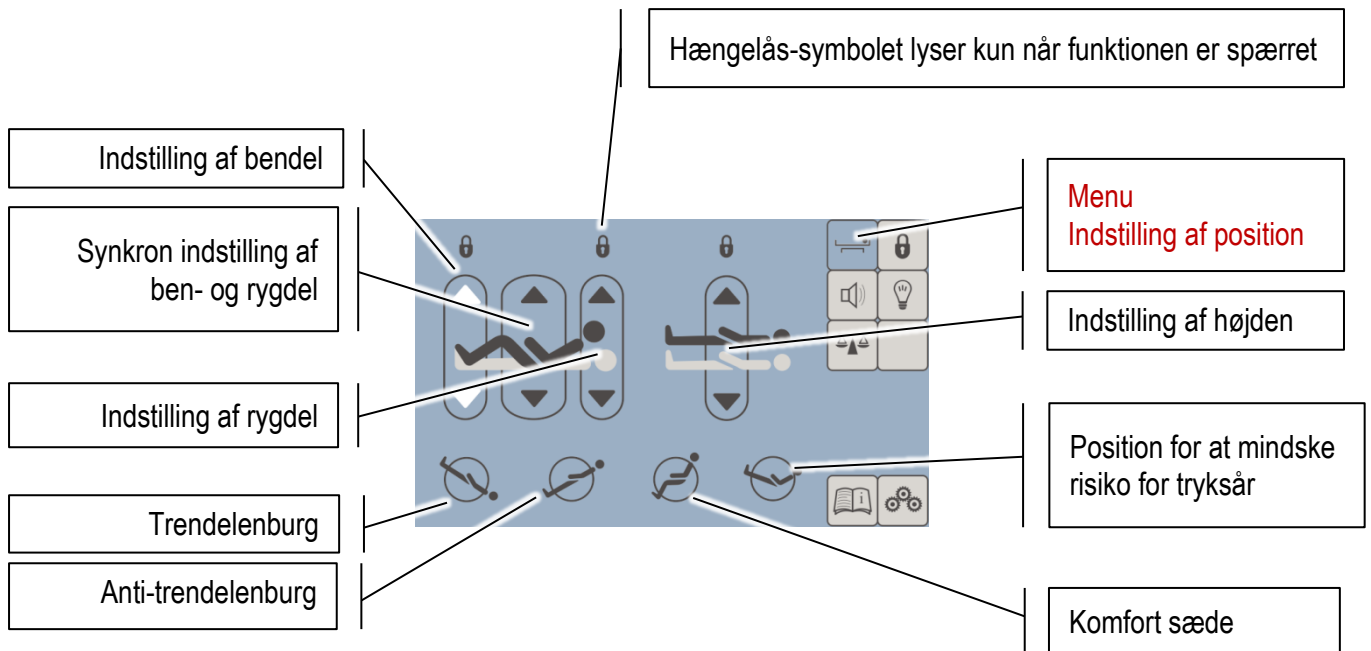 Hængelås-symbolet lyser kun når funktionen er spærret
Indstilling af bendel
Synkron indstilling af
ben- og rygdel
Indstilling af rygdel
Trendelenburg
Anti-trendelenburg
Menu
Indstilling af position
Indstilling af højden
Position for at mindske
risiko for tryksår
Komfort sæde
i